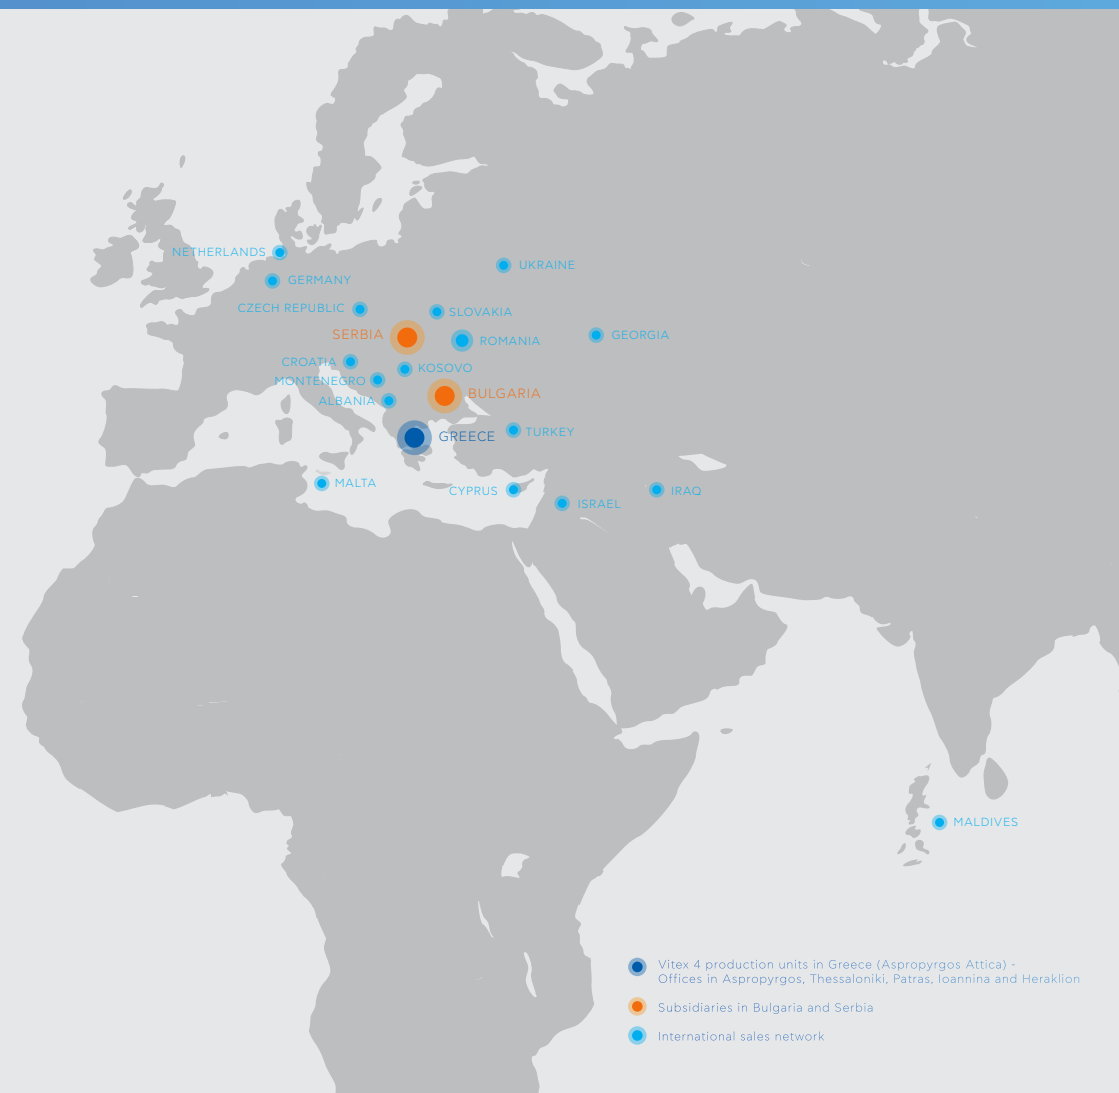 NETHERLANDS
UKRAINE
GERMANY
CZECH REPUBLIC
SLOVAKIA
SERBIA
ROMANIA
GEORGIA
CROATIA
KOSOVO
MONTENEGRO
BULGARIA
ALBANIA
GREECE
TURKEY
MALTA
CYPRUS
IRAQ
ISRAEL
MALDIVES
Vitex 4 production units in Greece (Aspropyrgos Attica) -
Offices in Aspropyrgos, Thessaloniki, Patras, Ioannina and Heraklion
Subsidiaries in Bulgaria and Serbia
International sales network